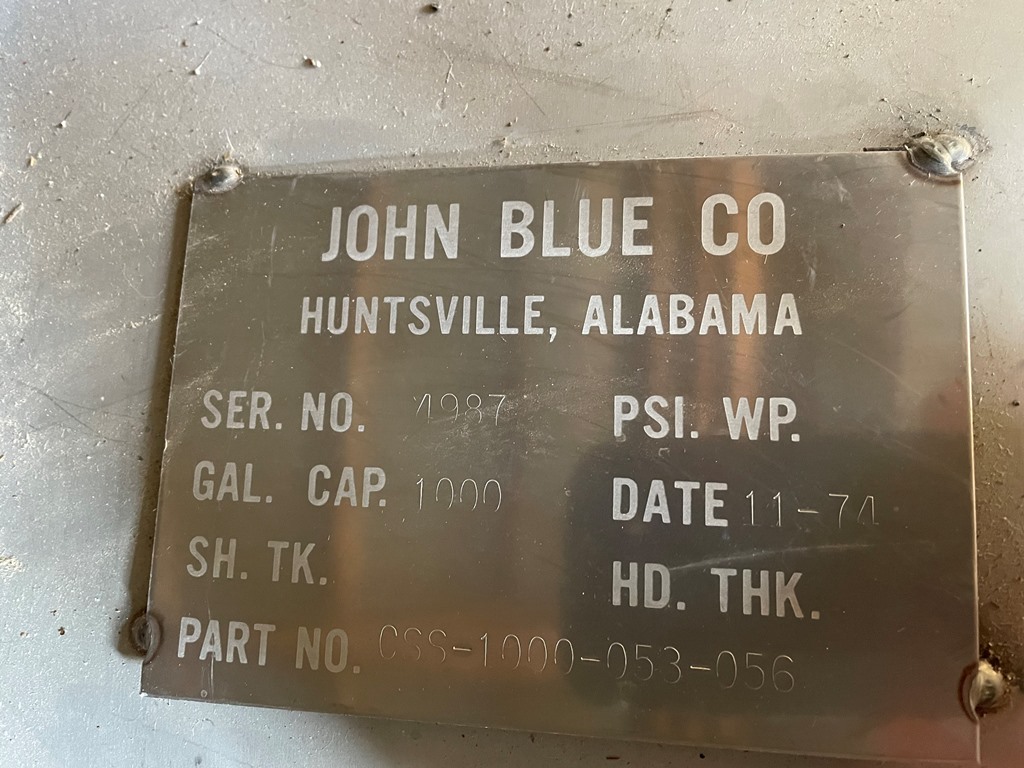 JOHN BLUE CO
HUNTSVILLE, ALABAMA
SER. NO. 4987 PSI. WP.
GAL. CAP. 1000 DATE 11-74
SH. TK. HD. THK.
PART NO. CSS-1000-053-056